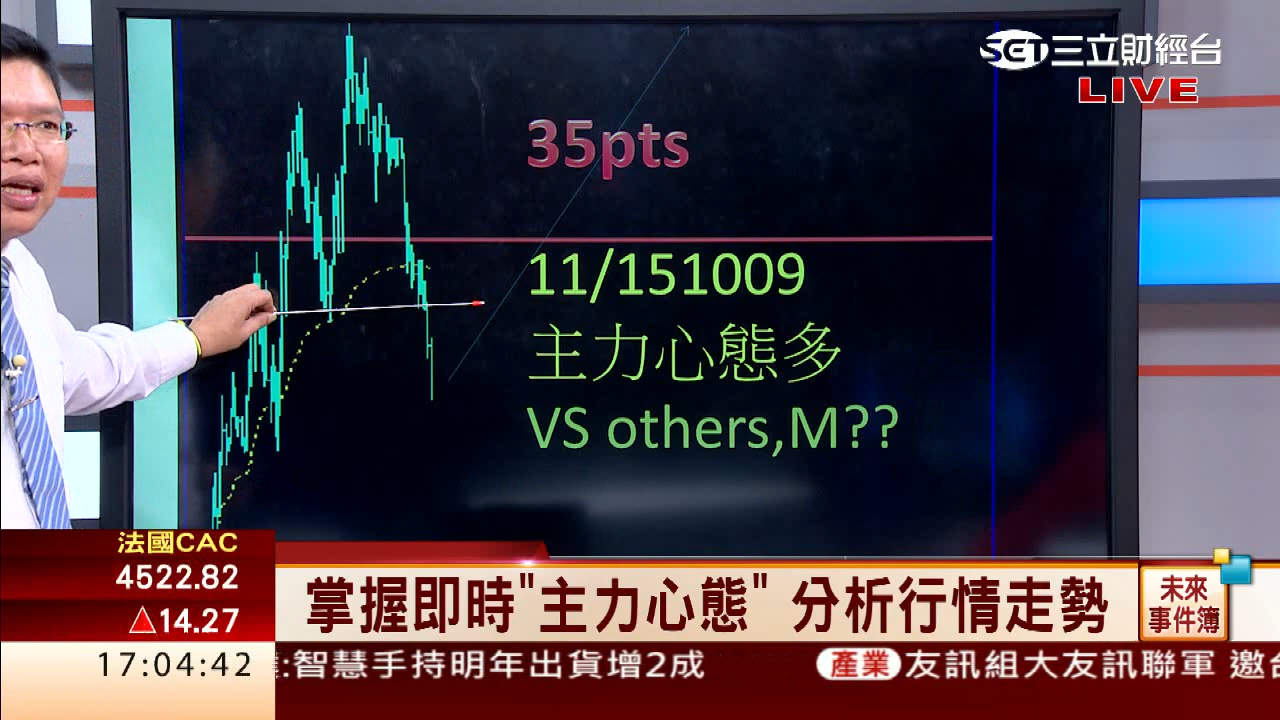 SET三立財經台
LIVE
35pts
11/151009
主力心態多
VS others,M??
法國CAC
4522.82
△14.27
掌握即時"主力心態" 分析行情走勢
未來
事件簿
17:04:42
:智慧手持明年出貨增2成 產業 友訊組大友訊聯軍 邀